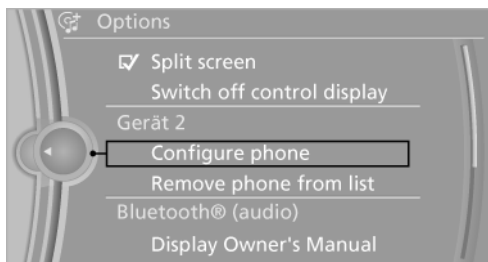 Options
Split screen
Switch off control display
Gerät 2
Configure phone
Remove phone from list
Bluetooth® (audio)
Display Owner's Manual